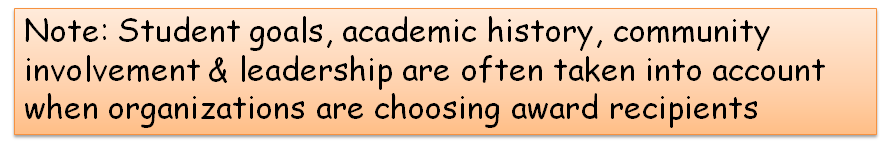 Note: Student goals, academic history, community
involvement & leadership are often taken into account
when organizations are choosing award recipients